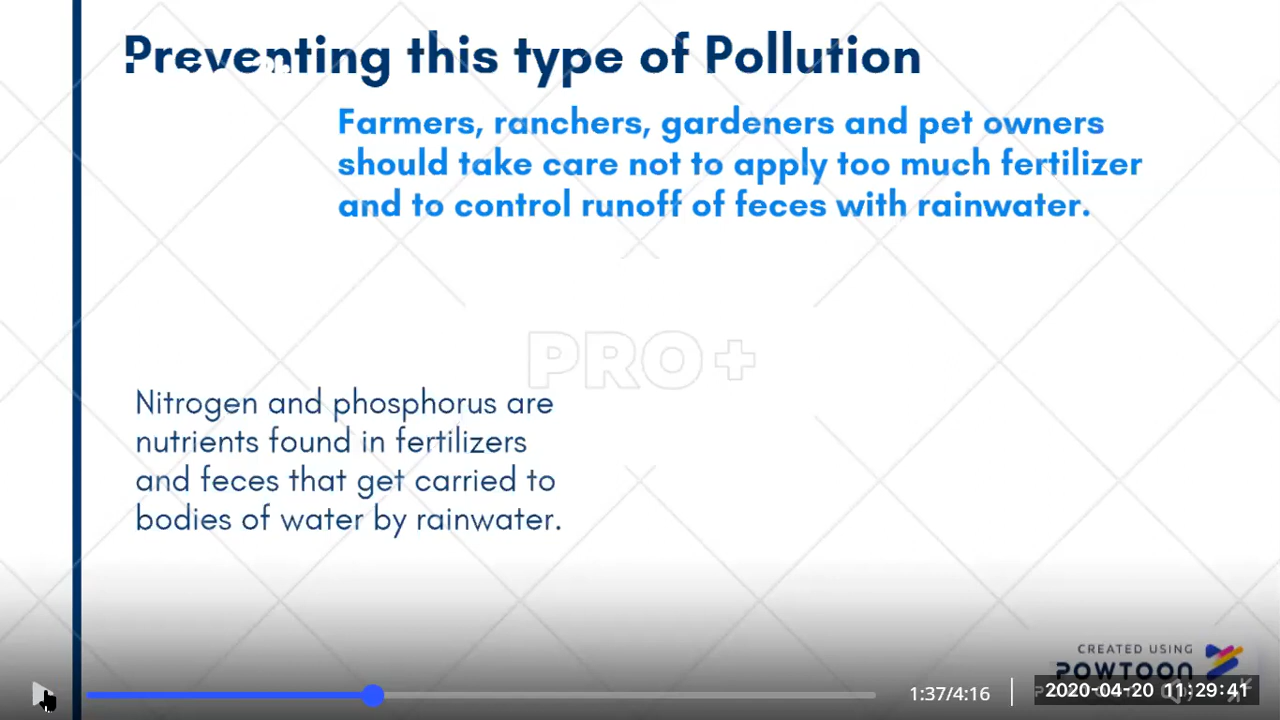 Preventing this type of Pollution
Farmers, ranchers, gardeners and pet owners
should take care not to apply too much fertilizer
and to control runoff of feces with rainwater.
PRO+
Nitrogen and phosphorus are
nutrients found in fertilizers
and feces that get carried to
bodies of water by rainwater.
CREATED USING
POWTOON
1:37/4:16
2020-04-20 11:29:41